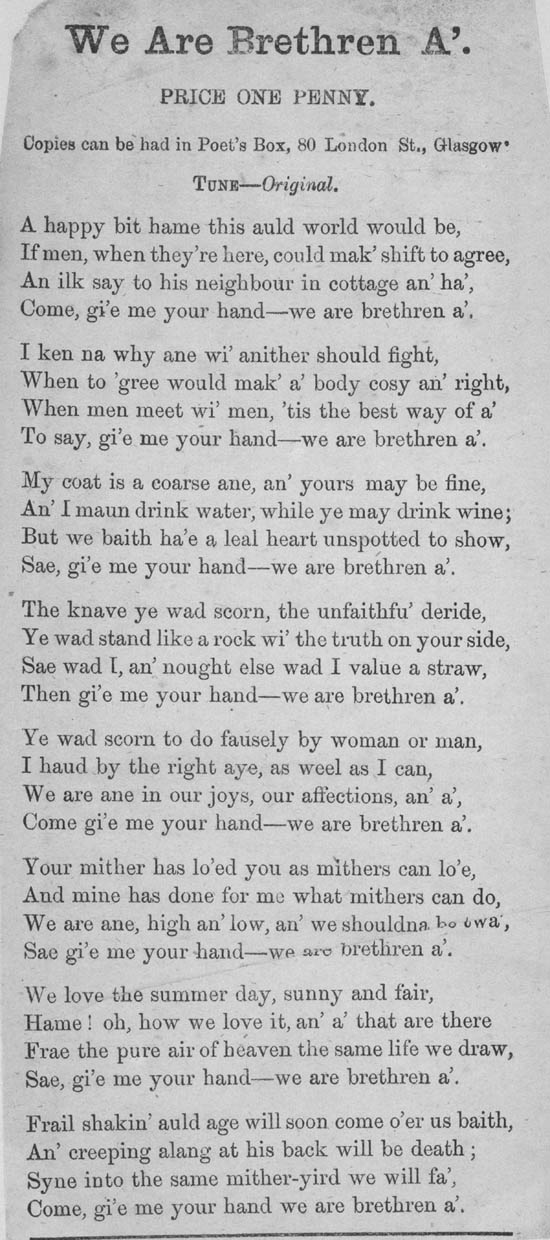 We Are Brethren A'.
PRICE ONE PENNY.
Copies can be had in Poet's Box, 80 London St., Glasgow'
TUNE—Original.
A happy bit hame this auld world would be,
If men, when they're here, could mak' shift to agree,
An ilk say to his neighbour in cottage an' ha',
Come, gi'e me your hand—we are brethren a'.
I ken na why ane wi' anither should fight,
When to 'gree would mak' a' body cosy an' right,
When men meet wi' men, 'tis the best way of a'
To say, gi'e me your hand—we are brethren a'.
My coat is a coarse ane, an' yours may be fine,
An' I maun drink water, while ye may drink wine;
But we baith ha'e a leal heart unspotted to show,
Sae, gi'e me your hand—we are brethren a'.
The knave ye wad scorn, the unfaithfu' deride,
Ye wad stand like a rock wi' the truth on your side,
Sae wad I, an' nought else wad I value a straw,
Then gi'e me your hand—we are brethren a'.
Ye wad scorn to do fausely by woman or man,
I haud by the right aye, as weel as I can,
We are ane in our joys, our affections, an' a',
Come gi'e me your hand—we are brethren a'.
Your mither has lo'ed you as mithers can lo'e,
And mine has done for me what mithers can do,
We are ane, high an' low, an' we shouldna be twa',
Sae gi'e me your hand—we are brethren a'.
We love the summer day, sunny and fair,
Hame! oh, how we love it, an' a' that are there
Frae the pure air of heaven the same life we draw,
Sae, gi'e me your hand—we are brethren a'.
Frail shakin' auld age will soon come o'er us baith,
An' creeping alang at his back will be death;
Syne into the same mither-yird we will fa',
Come, gi'e me your hand we are brethren a'.